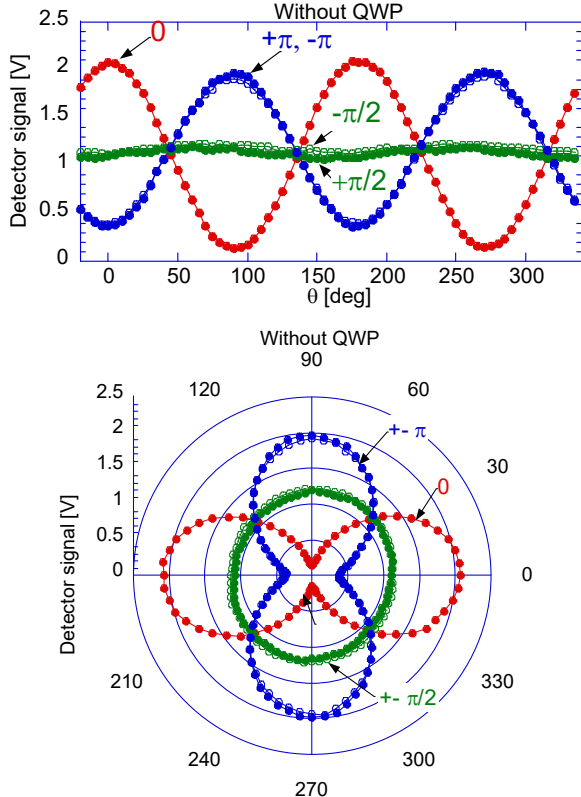 Without QWP
0
+π, -π
-π/2
+π/2
2.5
2
1.5
1
0.5
0
Detector signal [V]
0 50 100 150 200 250 300
θ [deg]
Without QWP
90
120 60
30
0
330
300
270
240
210
2.5
2
1.5
1
0.5
0
Detector signal [V]
+- π
0
+- π/2